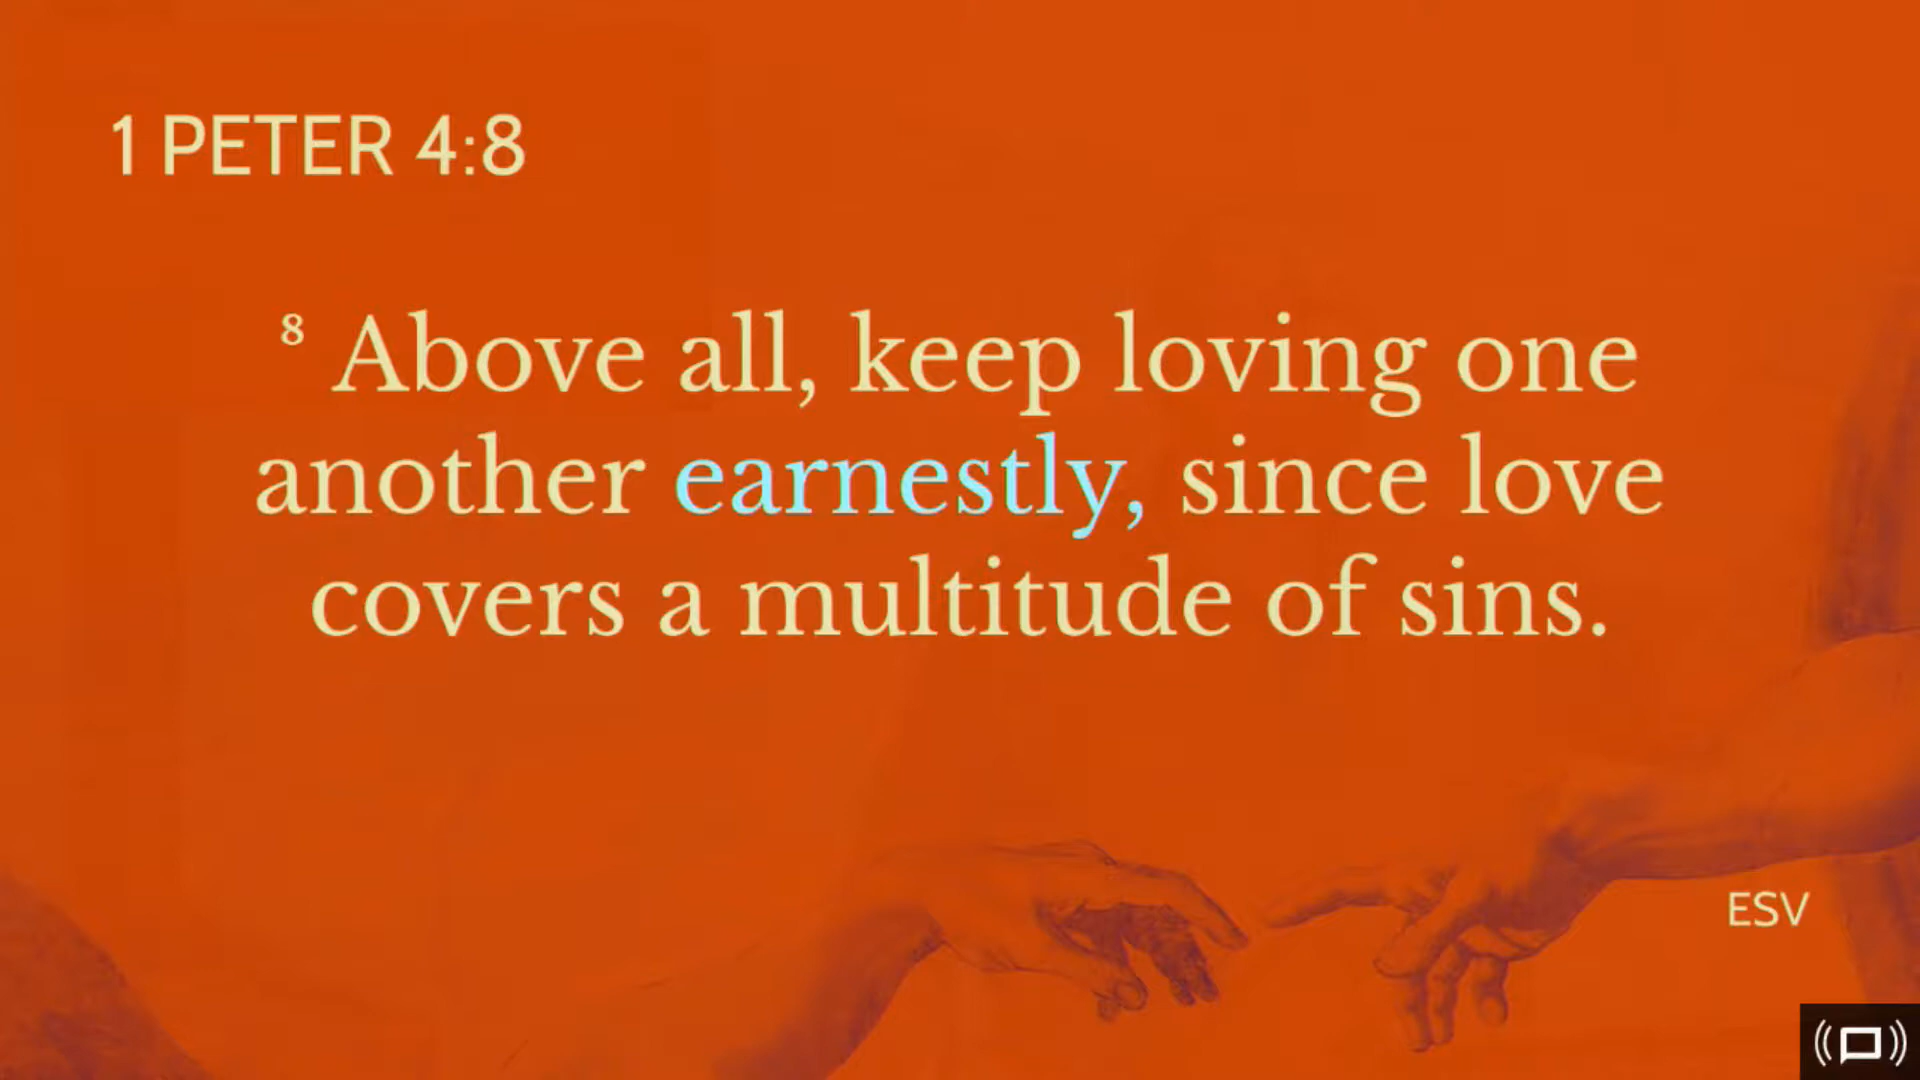 1 PETER 4:8
8 Above all, keep loving one
another earnestly, since love
covers a multitude of sins.
ESV